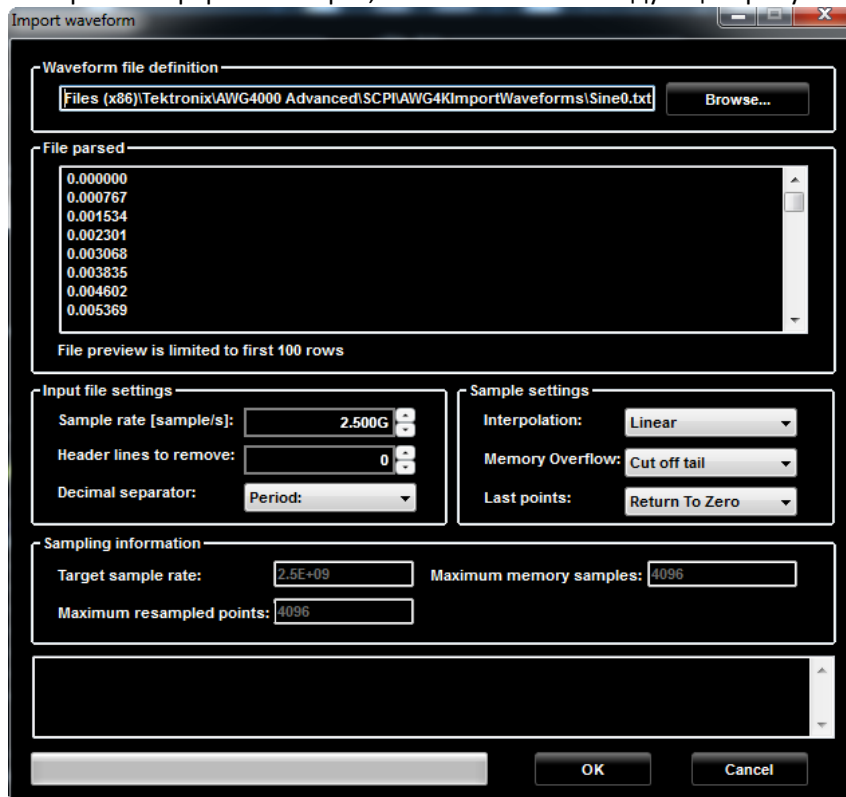 Import waveform
Waveform file definition
Files (x86)\Tektronix\AWG4000 Advanced\SCPI\AWG4KImportWaveforms\Sine0.txt Browse...
File parsed
0.000000
0.000767
0.001534
0.002301
0.003068
0.003835
0.004602
0.005369
File preview is limited to first 100 rows
Input file settings
Sample rate [sample/s]: 2.500G
Header lines to remove: 0
Decimal separator: Period:
Sample settings
Interpolation: Linear
Memory Overflow: Cut off tail
Last points: Return To Zero
Sampling information
Target sample rate: 2.5E+09 Maximum memory samples: 4096
Maximum resampled points: 4096
OK Cancel